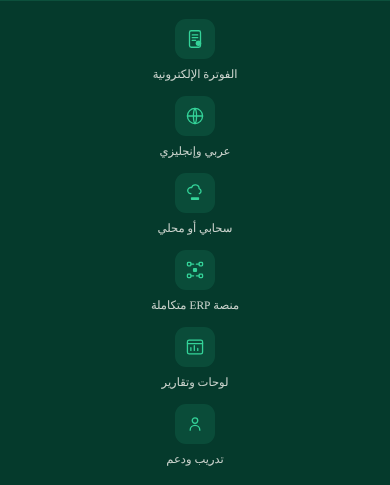 الفوترة الإلكترونية
عربي وإنجليزي
سحابي أو محلي
منصة ERP متكاملة
لوحات وتقارير
تدريب ودعم